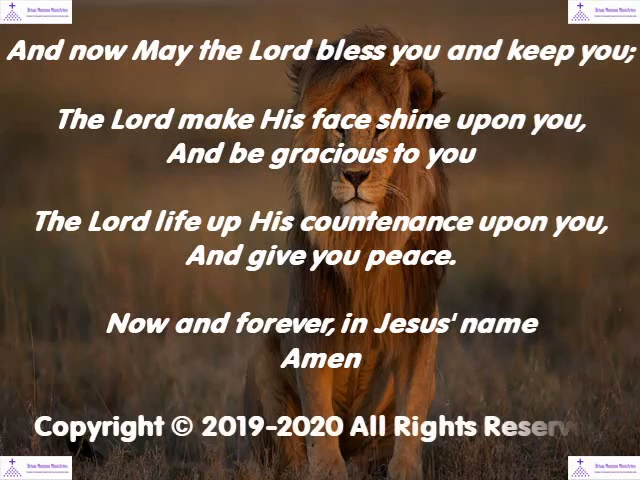 And now May the Lord bless you and keep you;
The Lord make His face shine upon you,
And be gracious to you
The Lord life up His countenance upon you,
And give you peace.
Now and forever, in Jesus' name
Amen
Copyright © 2019-2020 All Rights Reserv